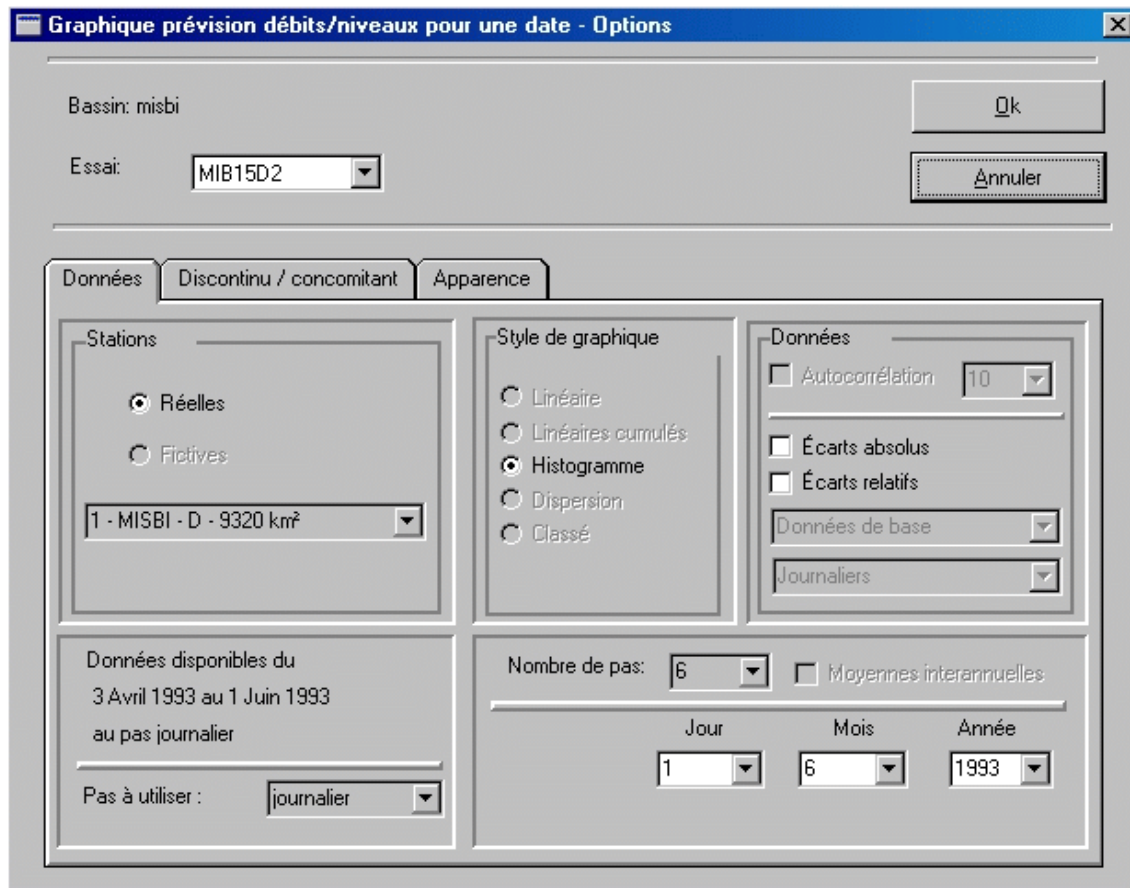 Graphique prévision débits/niveaux pour une date - Options
Bassin: misbi
Ok
Essai:
MIB15D2
Annuler
Données
Discontinu / concomitant
Apparence
Stations
Réelles
Fictives
1 - MISBI - D - 9320 km²
Style de graphique
Linéaire
Linéaires cumulés
Histogramme
Dispersion
Classé
Données
Autocorrélation
10
Écarts absolus
Écarts relatifs
Données de base
Journaliers
Données disponibles du
3 Avril 1993 au 1 Juin 1993
au pas journalier
Pas à utiliser :
journalier
Nombre de pas:
6
Moyennes interannuelles
Jour
Mois
Année
1
6
1993